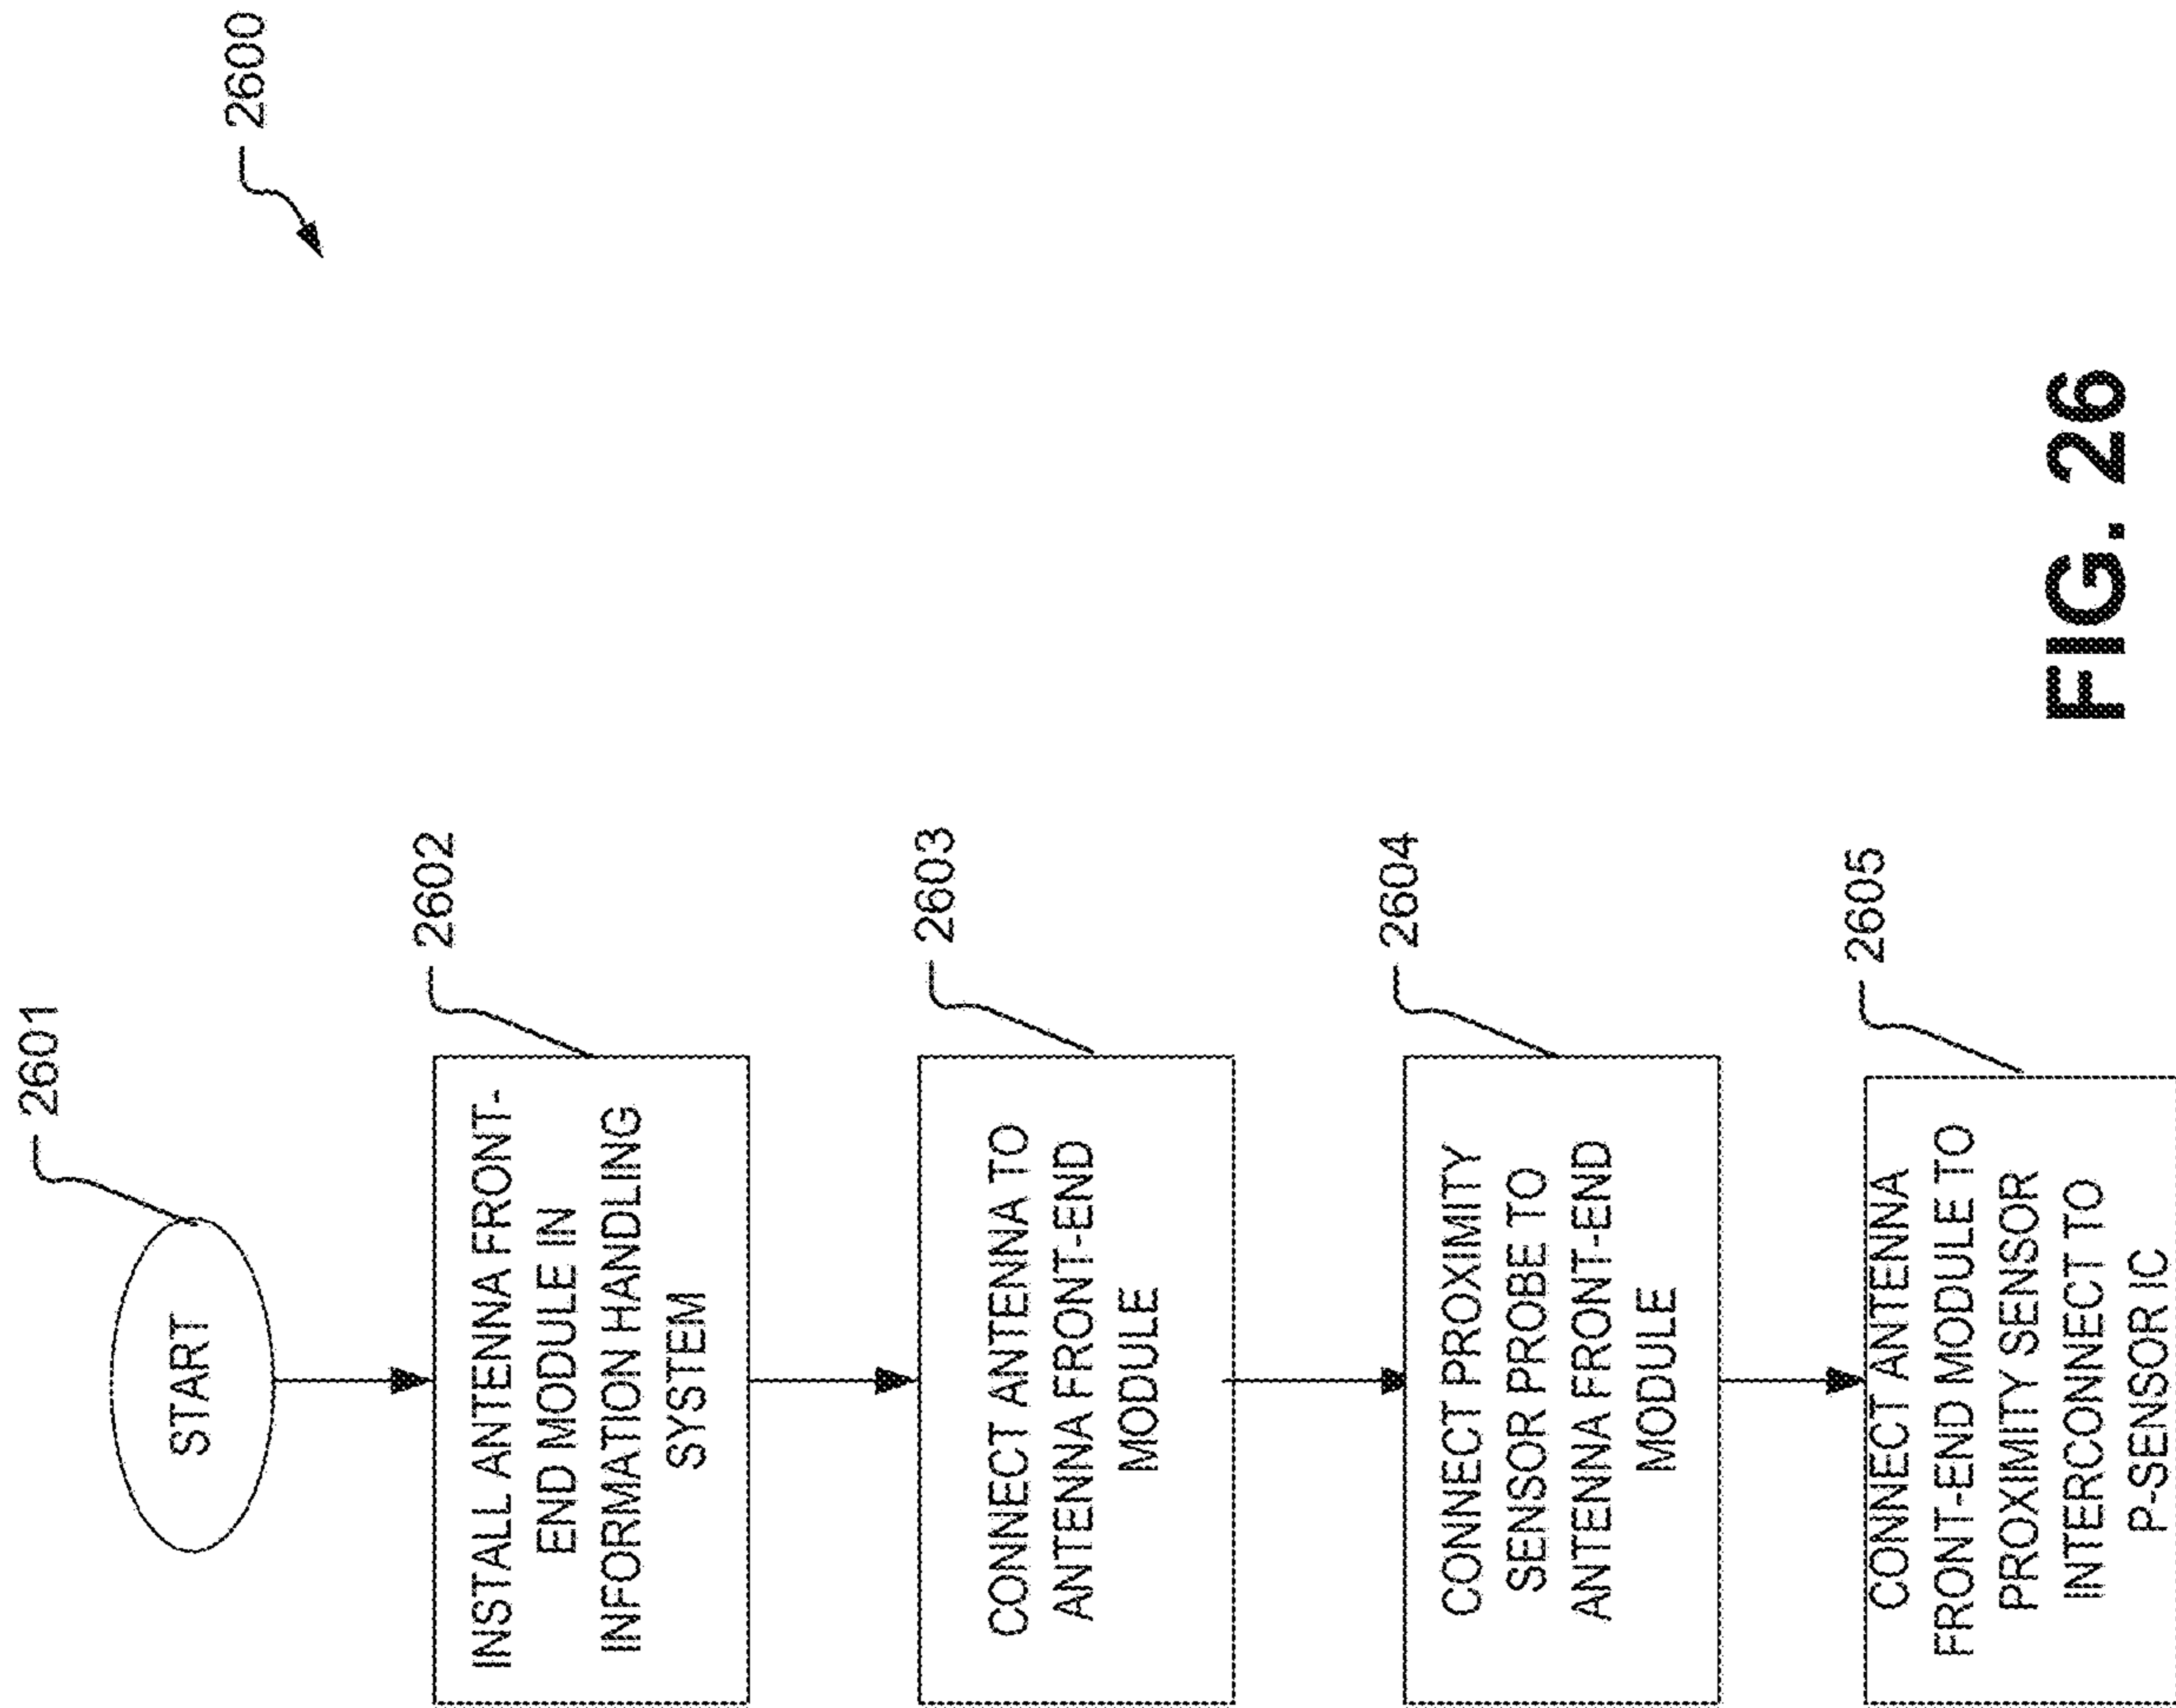 2600
2601
START
2602
INSTALL ANTENNA FRONT-
END MODULE IN
INFORMATION HANDLING
SYSTEM
2603
CONNECT ANTENNA TO
ANTENNA FRONT-END
MODULE
2604
CONNECT PROXIMITY
SENSOR PROBE TO
ANTENNA FRONT-END
MODULE
2605
CONNECT ANTENNA
FRONT-END MODULE TO
PROXIMITY SENSOR
INTERCONNECT TO
P-SENSOR IC
FIG. 26